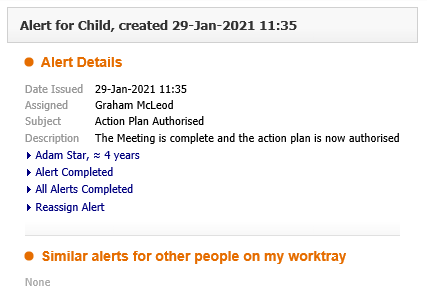 Alert for Child, created 29-Jan-2021 11:35
Alert Details
Date Issued 29-Jan-2021 11:35
Assigned Graham McLeod
Subject Action Plan Authorised
Description The Meeting is complete and the action plan is now authorised
Adam Star, ≈ 4 years
Alert Completed
All Alerts Completed
Reassign Alert
Similar alerts for other people on my worktray
None